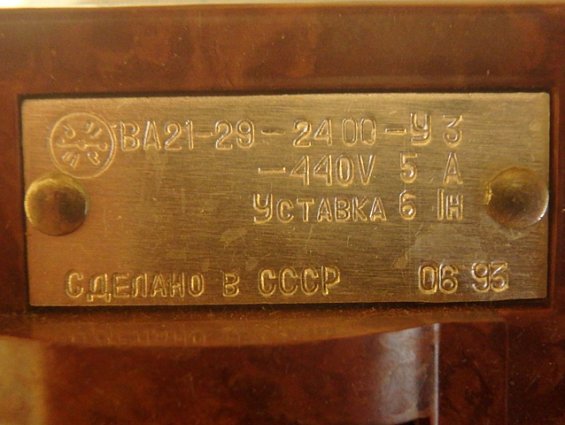 ВА21-29-2400-У3
-440V 5 А
Уставка 6 Iн
Сделано в СССР 06 93